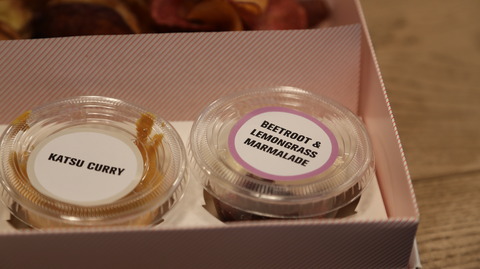 KATSU CURRY
BEETROOT &
LEMONGRASS
MARMALADE